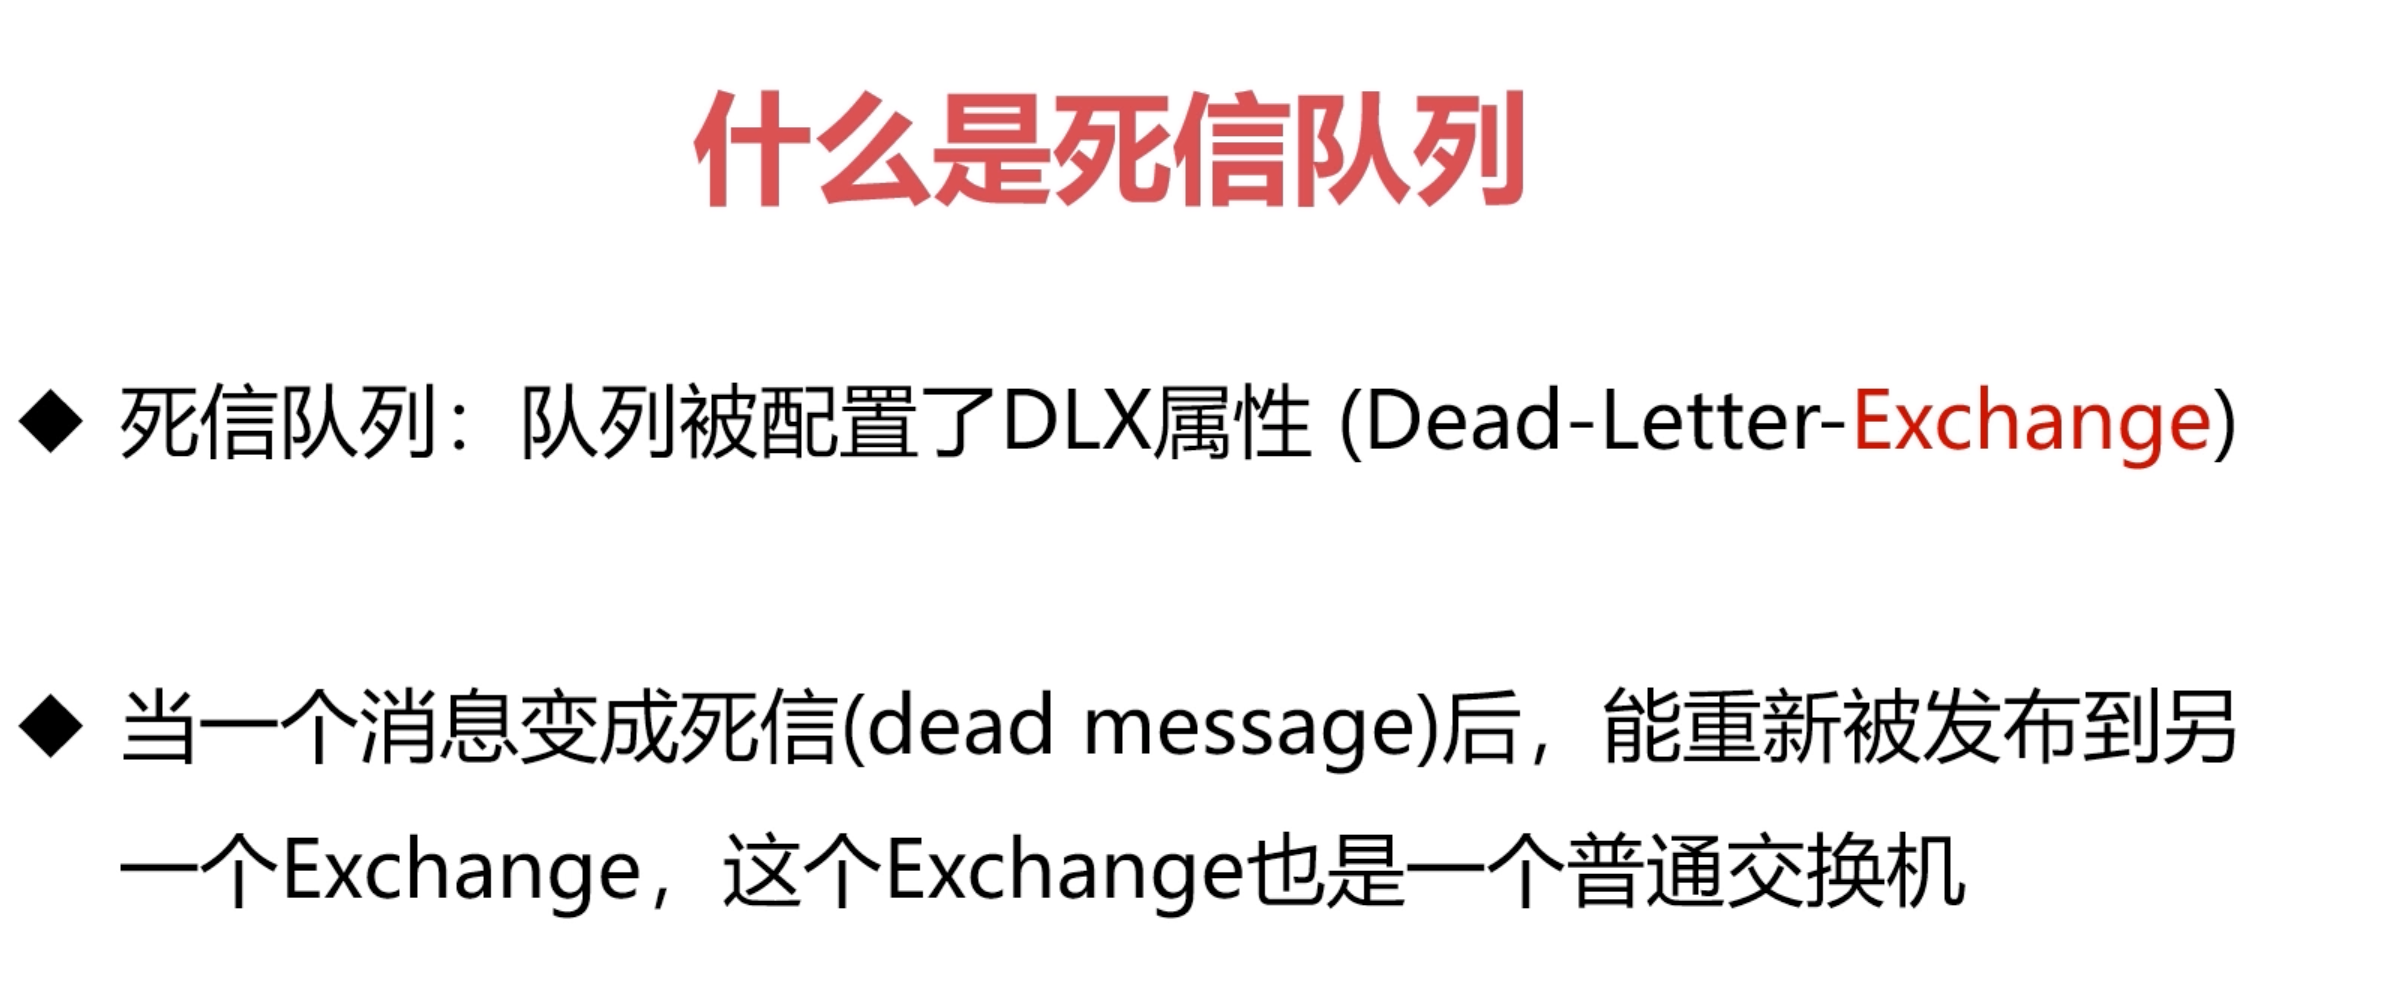 什么是死信队列
◆ 死信队列：队列被配置了DLX属性 (Dead-Letter-Exchange)
◆ 当一个消息变成死信(dead message)后，能重新被发布到另
一个Exchange，这个Exchange也是一个普通交换机